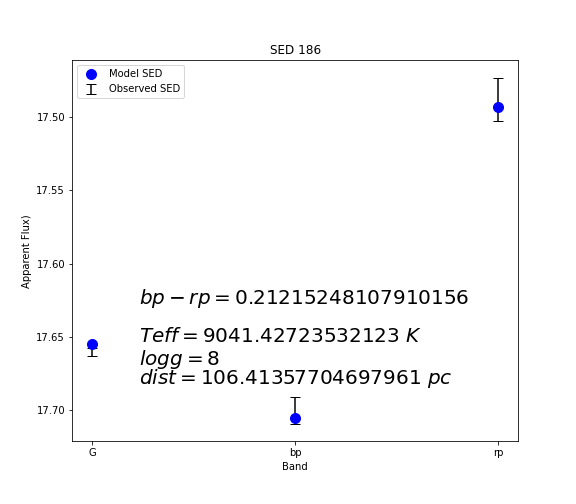 SED 186
Model SED
Observed SED
17.50
17.55
17.60
17.65
17.70
Apparent Flux)
bp − rp = 0.21215248107910156
Teff = 9041.42723532123 K
logg = 8
dist = 106.41357704697961 pc
G
bp
rp
Band